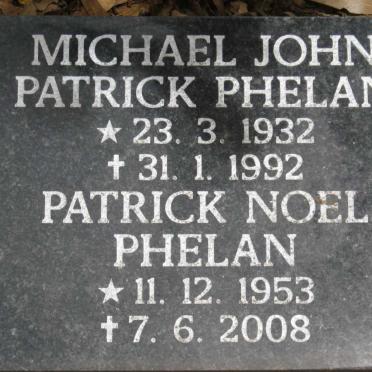 MICHAEL JOHN
PATRICK PHELAN
★ 23. 3. 1932
✝ 31. 1. 1992
PATRICK NOEL
PHELAN
★ 11. 12. 1953
✝ 7. 6. 2008